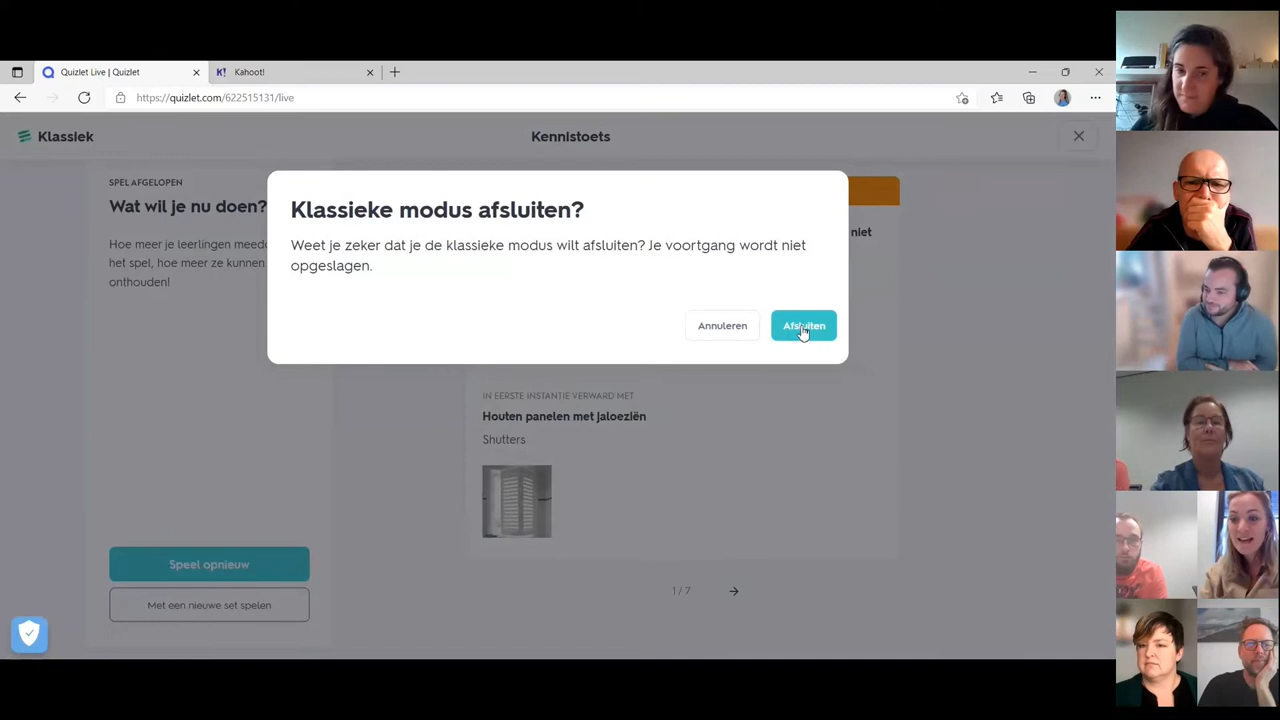 Quizlet Live | Quizlet
Kahoot!
https://quizlet.com/622515131/live
Klassiek
Kennistoets
SPEL AFGELOPEN
Wat wil je nu doen?
Hoe meer je leerlingen meedo
het spel, hoe meer ze kunnen
onthouden!
Klassieke modus afsluiten?
Weet je zeker dat je de klassieke modus wilt afsluiten? Je voortgang wordt niet
opgeslagen.
Annuleren
Afsluiten
niet
IN EERSTE INSTANTIE VERWARD MET
Houten panelen met jaloeziën
Shutters
Speel opnieuw
Met een nieuwe set spelen
1 / 7